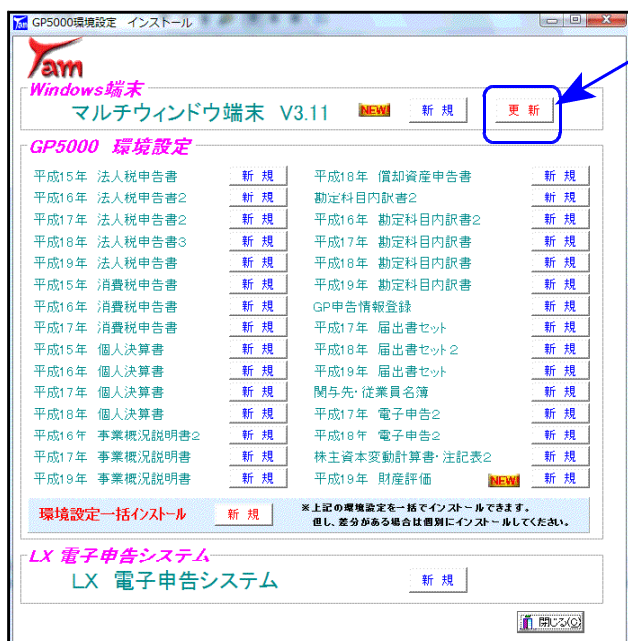 GP5000環境設定 インストール
Tam
Windows端末
マルチウィンドウ端末 V3.11 NEW! 新 規 更 新
GP5000 環境設定
平成15年 法人税申告書 新 規
平成16年 法人税申告書2 新 規
平成17年 法人税申告書2 新 規
平成18年 法人税申告書3 新 規
平成19年 法人税申告書 新 規
平成15年 消費税申告書 新 規
平成16年 消費税申告書 新 規
平成17年 消費税申告書 新 規
平成15年 個人決算書 新 規
平成16年 個人決算書 新 規
平成17年 個人決算書 新 規
平成18年 個人決算書 新 規
平成16年 事業概況説明書2 新 規
平成17年 事業概況説明書 新 規
平成19年 事業概況説明書 新 規
平成18年 償却資産申告書 新 規
勘定科目内訳書2 新 規
平成16年 勘定科目内訳書2 新 規
平成17年 勘定科目内訳書 新 規
平成18年 勘定科目内訳書 新 規
平成19年 勘定科目内訳書 新 規
GP申告情報登録 新 規
平成17年 届出書セット 新 規
平成18年 届出書セット2 新 規
平成19年 届出書セット 新 規
関与先・従業員名簿 新 規
平成17年 電子申告2 新 規
平成18年 電子申告2 新 規
株主資本変動計算書・注記表2 新 規
平成19年 財産評価 NEW! 新 規
環境設定一括インストール 新 規
※上記の環境設定を一括でインストールできます。
但し、差分がある場合は個別にインストールしてください。
LX 電子申告システム
LX 電子申告システム 新 規
閉じる(C)